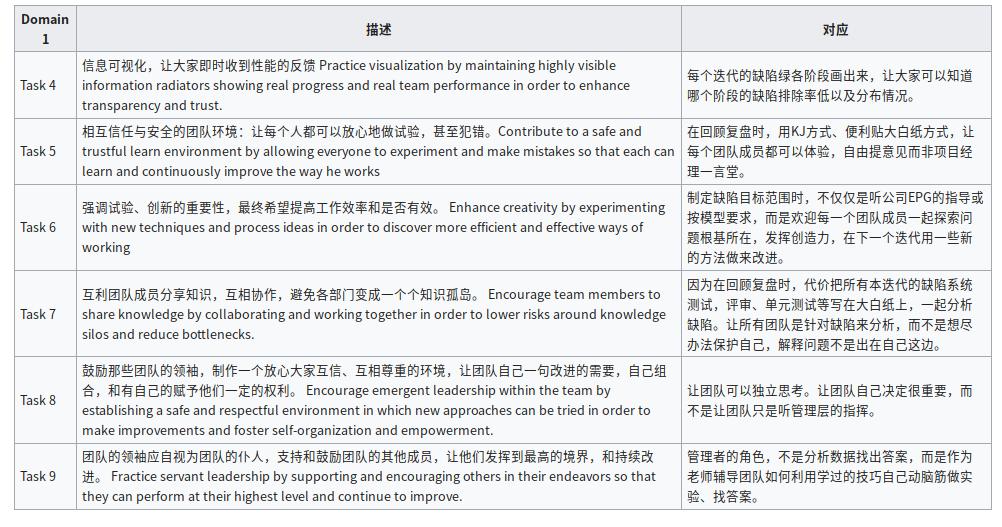 Domain
1
描述
对应
Task 4
信息可视化，让大家即时收到性能的反馈 Practice visualization by maintaining highly visible
information radiators showing real progress and real team performance in order to enhance
transparency and trust.
每个迭代的缺陷绿各阶段画出来，让大家可以知道
哪个阶段的缺陷排除率低以及分布情况。
Task 5
相互信任与安全的团队环境：让每个人都可以放心地做试验，甚至犯错。Contribute to a safe and
trustful learn environment by allowing everyone to experiment and make mistakes so that each can
learn and continuously improve the way he works
在回顾复盘时，用KJ方式、便利贴大白纸方式，让
每个团队成员都可以体验，自由提意见而非项目经
理一言堂。
Task 6
强调试验、创新的重要性，最终希望提高工作效率和是否有效。 Enhance creativity by experimenting
with new techniques and process ideas in order to discover more efficient and effective ways of
working
制定缺陷目标范围时，不仅仅是听公司EPG的指导或
按模型要求，而是欢迎每一个团队成员一起探索问
题根基所在，发挥创造力，在下一个迭代用一些新
的方法做来改进。
Task 7
互利团队成员分享知识，互相协作，避免各部门变成一个个知识孤岛。 Encourage team members to
share knowledge by collaborating and working together in order to lower risks around knowledge
silos and reduce bottlenecks.
因为在回顾复盘时，代价把所有本迭代的缺陷系统
测试，评审、单元测试等写在大白纸上，一起分析
缺陷。让所有团队是针对缺陷来分析，而不是想尽
办法保护自己，解释问题不是出在自己这边。
Task 8
鼓励那些团队的领袖，制作一个放心大家互信、互相尊重的环境，让团队自己一句改进的需要，自己组
合，和有自己的赋予他们一定的权利。 Encourage emergent leadership within the team by
establishing a safe and respectful environment in which new approaches can be tried in order to
make improvements and foster self-organization and empowerment.
让团队可以独立思考。让团队自己决定很重要，而
不是让团队只是听管理层的指挥。
Task 9
团队的领袖应自视为团队的仆人，支持和鼓励团队的其他成员，让他们发挥到最高的境界，和持续改
进。 Fractice servant leadership by supporting and encouraging others in their endeavors so that
they can perform at their highest level and continue to improve.
管理者的角色，不是分析数据找出答案，而是作为
老师辅导团队如何利用学过的技巧自己动脑筋做实
验、找答案。